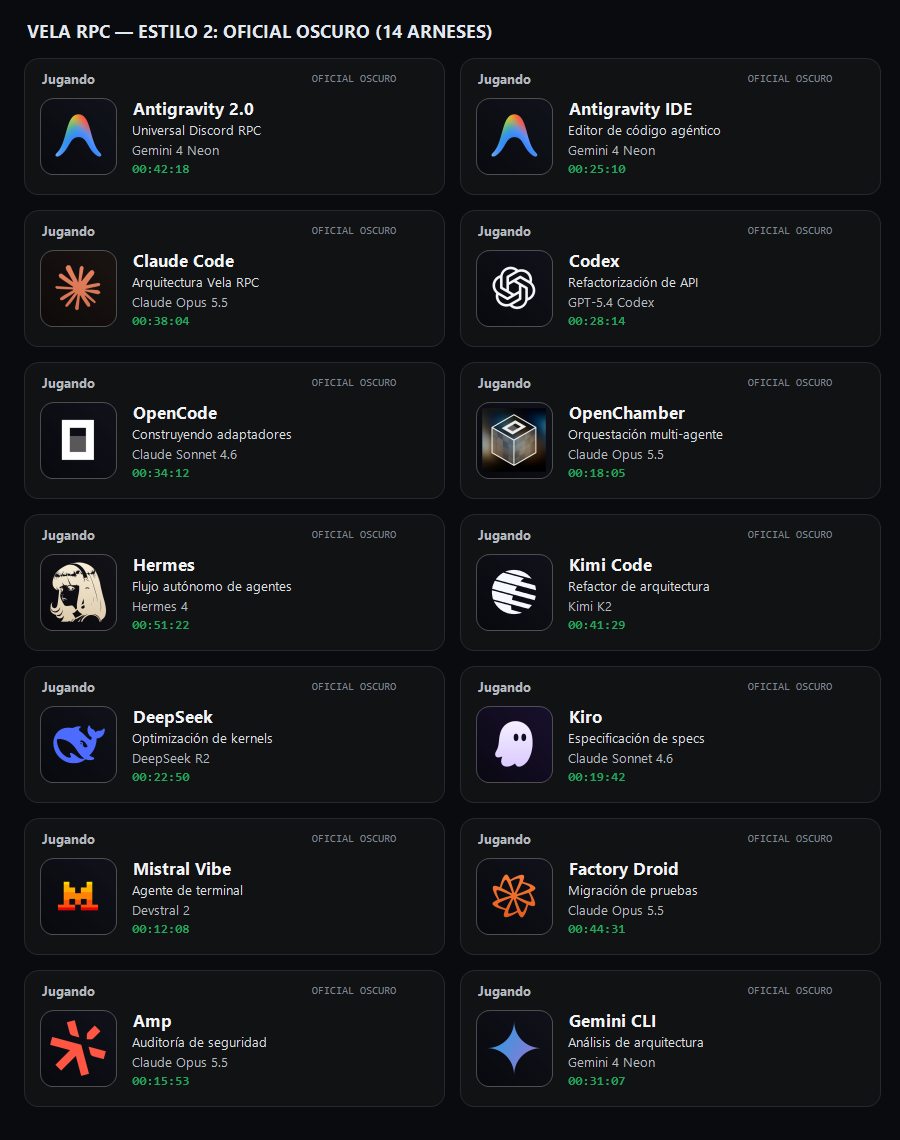 VELA RPC — ESTILO 2: OFICIAL OSCURO (14 ARNESES)
Jugando
OFICIAL OSCURO
Antigravity 2.0
Universal Discord RPC
Gemini 4 Neon
00:42:18
Jugando
OFICIAL OSCURO
Antigravity IDE
Editor de código agéntico
Gemini 4 Neon
00:25:10
Jugando
OFICIAL OSCURO
Claude Code
Arquitectura Vela RPC
Claude Opus 5.5
00:38:04
Jugando
OFICIAL OSCURO
Codex
Refactorización de API
GPT-5.4 Codex
00:28:14
Jugando
OFICIAL OSCURO
OpenCode
Construyendo adaptadores
Claude Sonnet 4.6
00:34:12
Jugando
OFICIAL OSCURO
OpenChamber
Orquestación multi-agente
Claude Opus 5.5
00:18:05
Jugando
OFICIAL OSCURO
Hermes
Flujo autónomo de agentes
Hermes 4
00:51:22
Jugando
OFICIAL OSCURO
Kimi Code
Refactor de arquitectura
Kimi K2
00:41:29
Jugando
OFICIAL OSCURO
DeepSeek
Optimización de kernels
DeepSeek R2
00:22:50
Jugando
OFICIAL OSCURO
Kiro
Especificación de specs
Claude Sonnet 4.6
00:19:42
Jugando
OFICIAL OSCURO
Mistral Vibe
Agente de terminal
Devstral 2
00:12:08
Jugando
OFICIAL OSCURO
Factory Droid
Migración de pruebas
Claude Opus 5.5
00:44:31
Jugando
OFICIAL OSCURO
Amp
Auditoría de seguridad
Claude Opus 5.5
00:15:53
Jugando
OFICIAL OSCURO
Gemini CLI
Análisis de arquitectura
Gemini 4 Neon
00:31:07